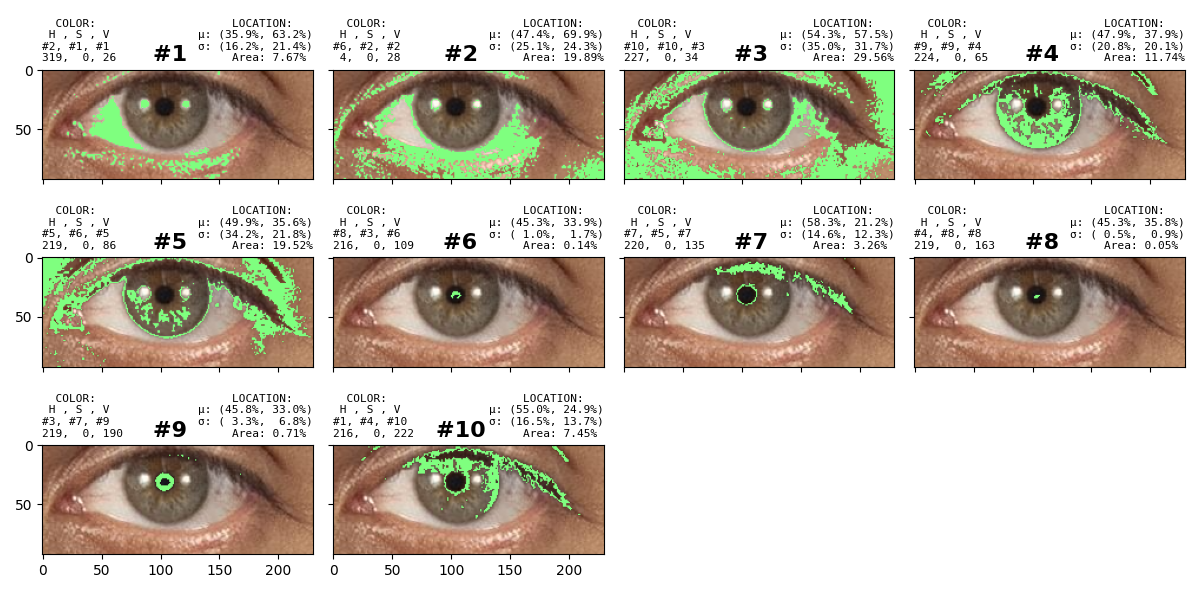 COLOR: LOCATION:
H , S , V μ: (35.9%, 63.2%)
#2, #1, #1 #1 σ: (16.2%, 21.4%)
319, 0, 26 Area: 7.67%
COLOR: LOCATION:
H , S , V μ: (47.4%, 69.9%)
#6, #2, #2 #2 σ: (25.1%, 24.3%)
4, 0, 28 Area: 19.89%
COLOR: LOCATION:
H , S , V μ: (54.3%, 57.5%)
#10, #10, #3 #3 σ: (35.0%, 31.7%)
227, 0, 34 Area: 29.56%
COLOR: LOCATION:
H , S , V μ: (47.9%, 37.9%)
#9, #9, #4 #4 σ: (20.8%, 20.1%)
224, 0, 65 Area: 11.74%
0
50
COLOR: LOCATION:
H , S , V μ: (49.9%, 35.6%)
#5, #6, #5 #5 σ: (34.2%, 21.8%)
219, 0, 86 Area: 19.52%
COLOR: LOCATION:
H , S , V μ: (45.3%, 33.9%)
#8, #3, #6 #6 σ: ( 1.0%, 1.7%)
216, 0, 109 Area: 0.14%
COLOR: LOCATION:
H , S , V μ: (58.3%, 21.2%)
#7, #5, #7 #7 σ: (14.6%, 12.3%)
220, 0, 135 Area: 3.26%
COLOR: LOCATION:
H , S , V μ: (45.3%, 35.8%)
#4, #8, #8 #8 σ: ( 0.5%, 0.9%)
219, 0, 163 Area: 0.05%
0
50
COLOR: LOCATION:
H , S , V μ: (45.8%, 33.0%)
#3, #7, #9 #9 σ: ( 3.3%, 6.8%)
219, 0, 190 Area: 0.71%
COLOR: LOCATION:
H , S , V μ: (55.0%, 24.9%)
#1, #4, #10 #10 σ: (16.5%, 13.7%)
216, 0, 222 Area: 7.45%
0
50
0 50 100 150 200
0 50 100 150 200